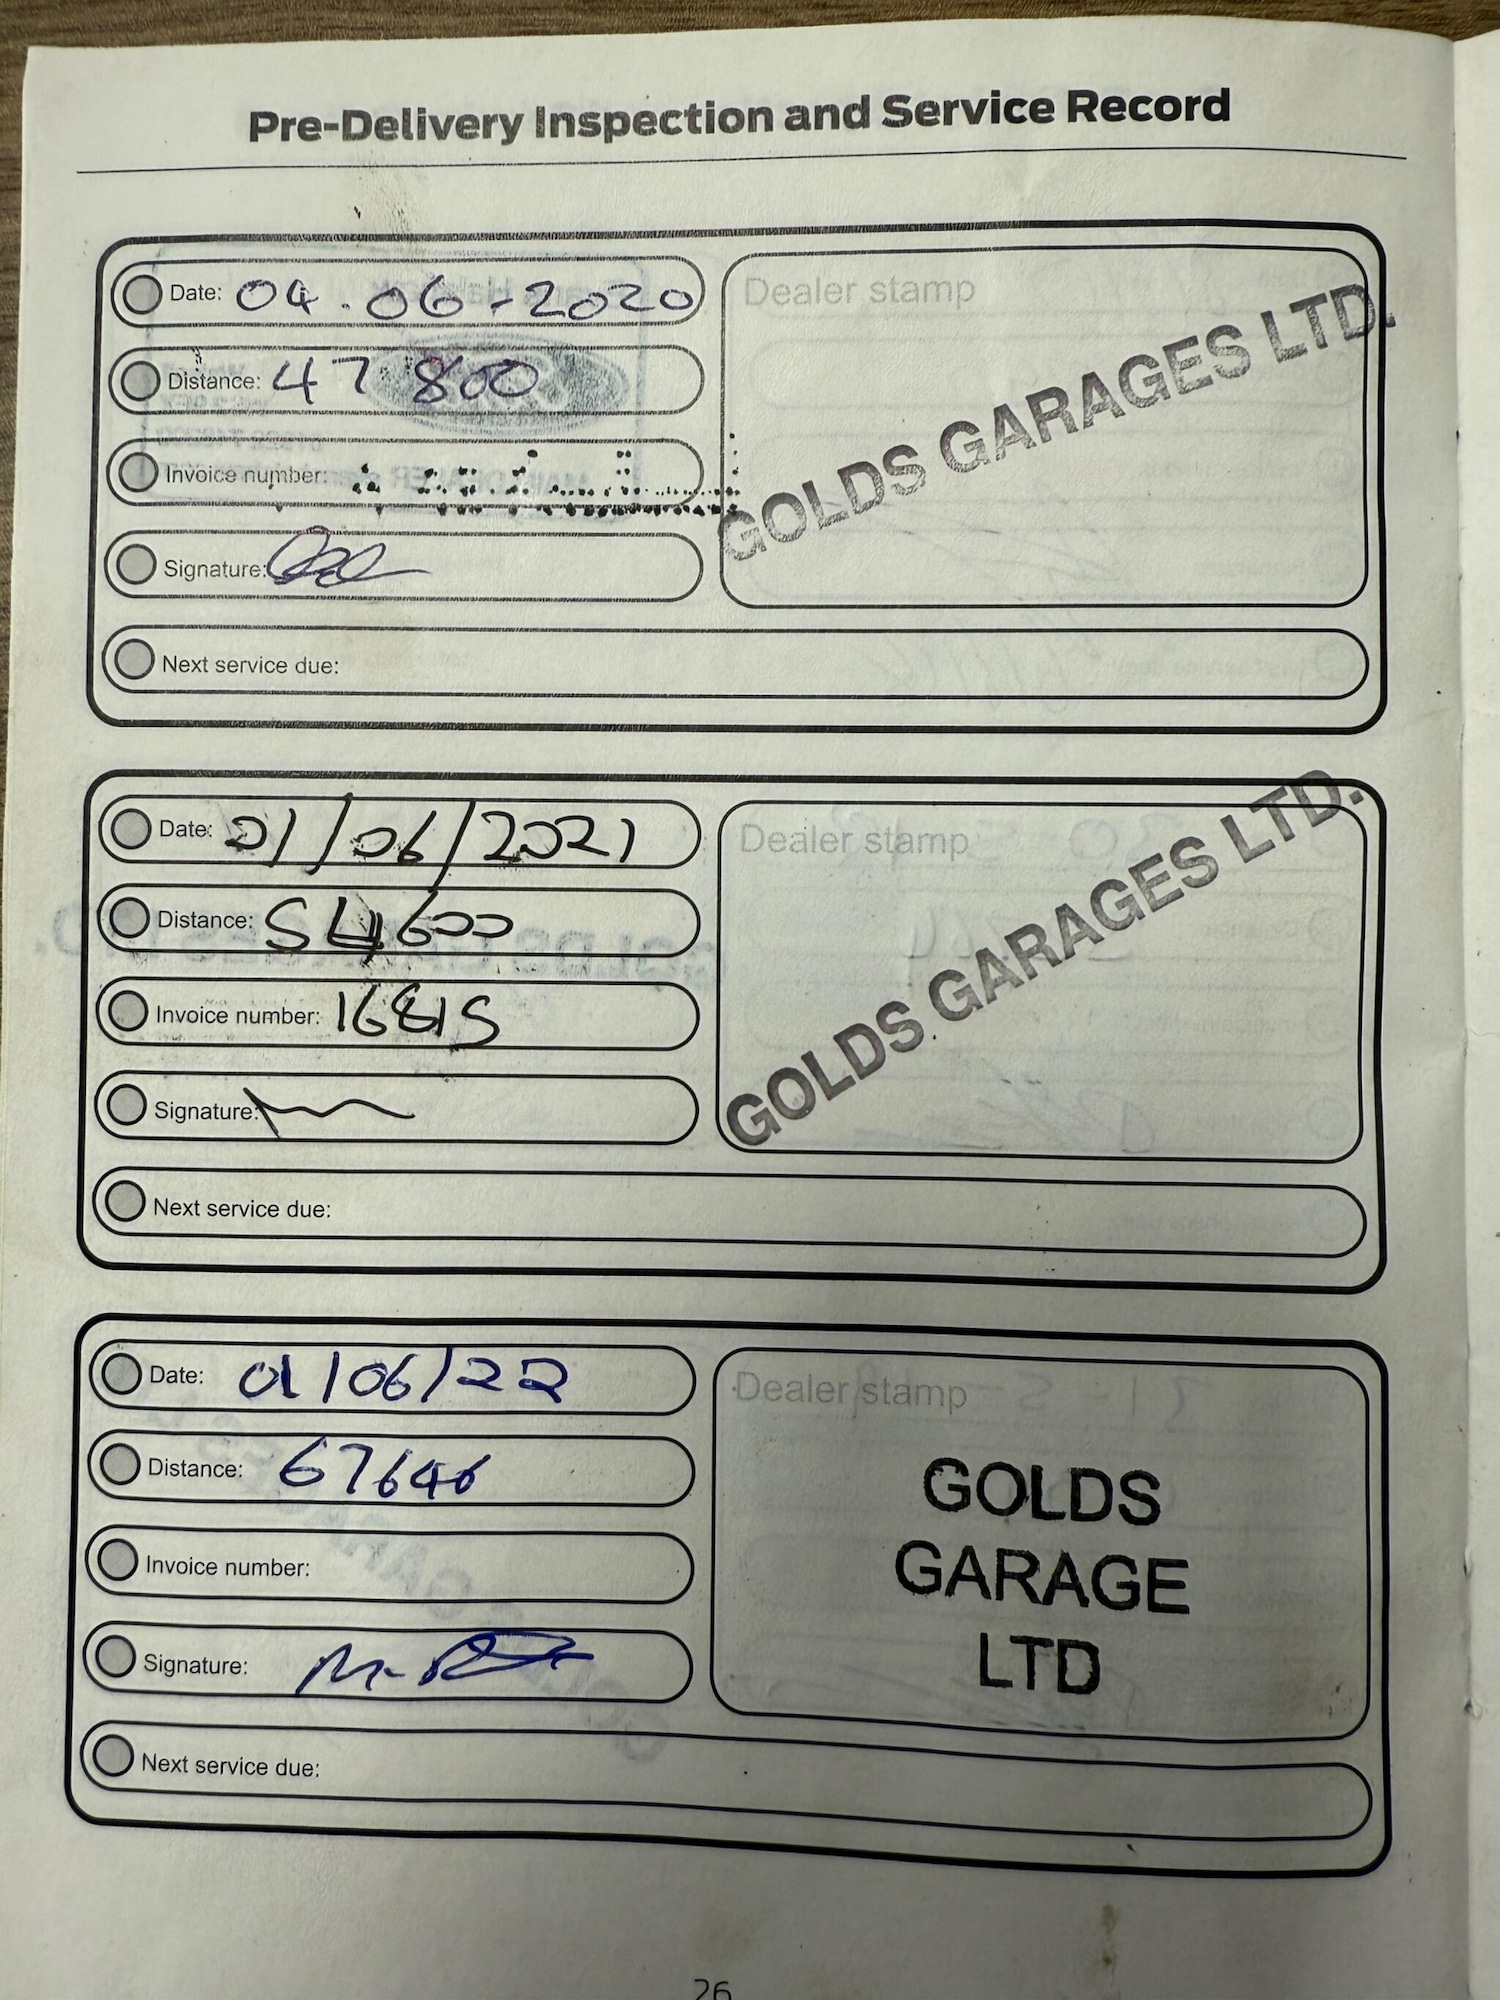 Pre-Delivery Inspection and Service Record
Date: 04.06-2020
Distance: 47 800
Invoice number:
Signature:
Next service due:
Dealer stamp
GOLDS GARAGES LTD.
Date: 01/06/2021
Distance: 54600
Invoice number: 16815
Signature:
Next service due:
Dealer stamp
GOLDS GARAGES LTD.
Date: 01/06/22
Distance: 67646
Invoice number:
Signature:
Next service due:
Dealer stamp
GOLDS
GARAGE
LTD
26